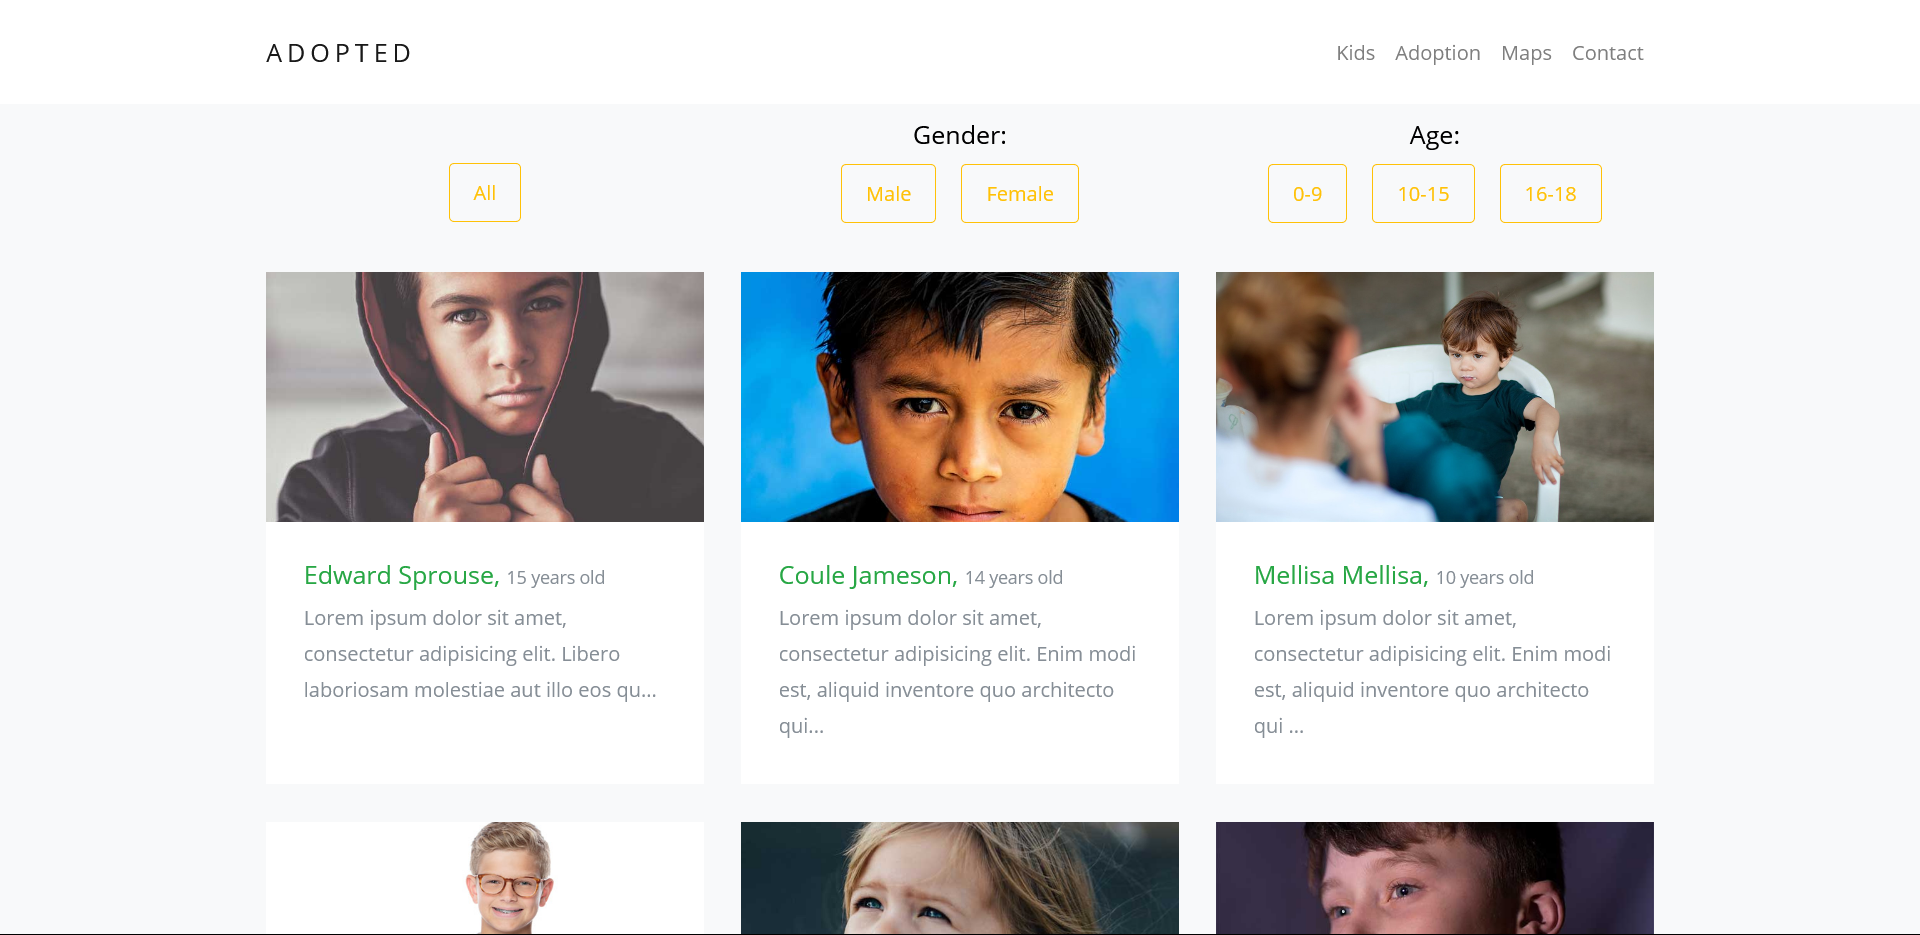 ADOPTED
Kids Adoption Maps Contact
Gender:
Age:
All
Male Female
0-9 10-15 16-18
Edward Sprouse, 15 years old
Lorem ipsum dolor sit amet,
consectetur adipisicing elit. Libero
laboriosam molestiae aut illo eos qu...
Coule Jameson, 14 years old
Lorem ipsum dolor sit amet,
consectetur adipisicing elit. Enim modi
est, aliquid inventore quo architecto
qui...
Mellisa Mellisa, 10 years old
Lorem ipsum dolor sit amet,
consectetur adipisicing elit. Enim modi
est, aliquid inventore quo architecto
qui ...